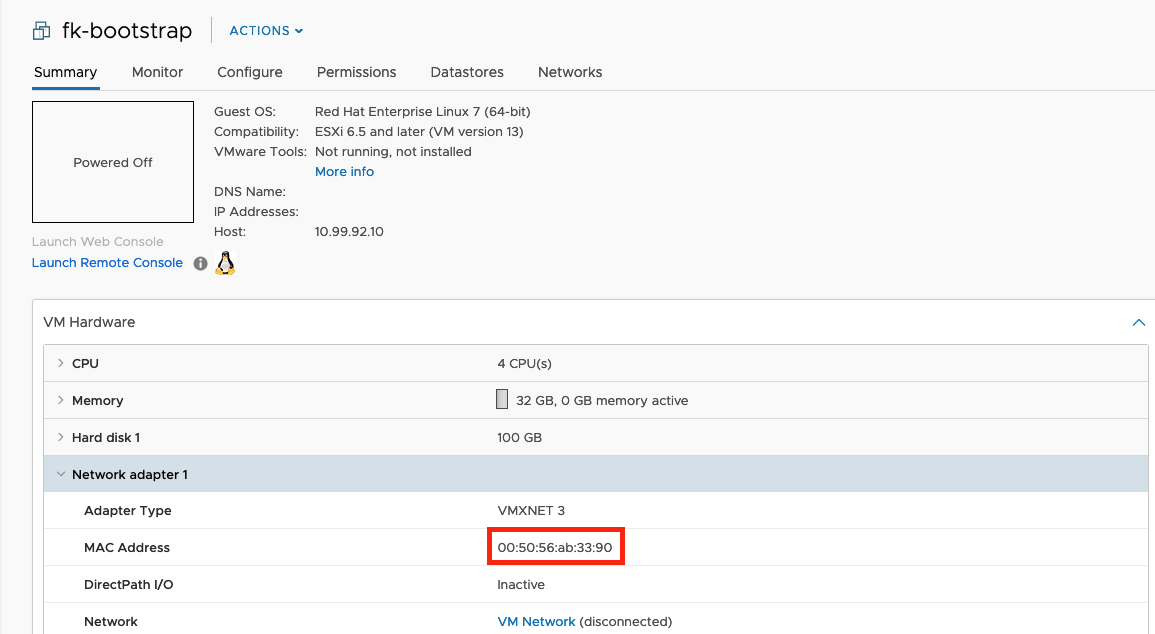 fk-bootstrap ACTIONS
Summary Monitor Configure Permissions Datastores Networks
Powered Off
Guest OS: Red Hat Enterprise Linux 7 (64-bit)
Compatibility: ESXi 6.5 and later (VM version 13)
VMware Tools: Not running, not installed
More info
DNS Name:
IP Addresses:
Host: 10.99.92.10
Launch Web Console
Launch Remote Console
VM Hardware
CPU 4 CPU(s)
Memory 32 GB, 0 GB memory active
Hard disk 1 100 GB
Network adapter 1
Adapter Type VMXNET 3
MAC Address 00:50:56:ab:33:90
DirectPath I/O Inactive
Network VM Network (disconnected)